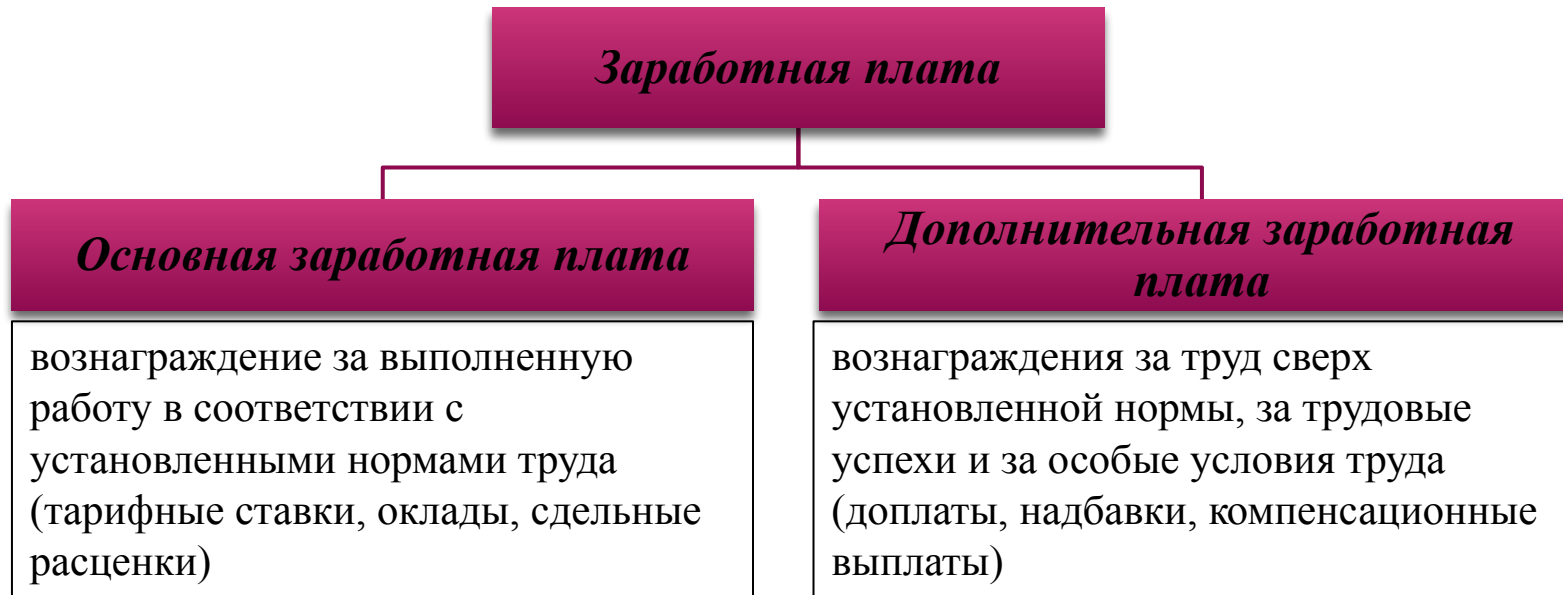 Заработная плата
Основная заработная плата
вознаграждение за выполненную
работу в соответствии с
установленными нормами труда
(тарифные ставки, оклады, сдельные
расценки)
Дополнительная заработная
плата
вознаграждения за труд сверх
установленной нормы, за трудовые
успехи и за особые условия труда
(доплаты, надбавки, компенсационные
выплаты)